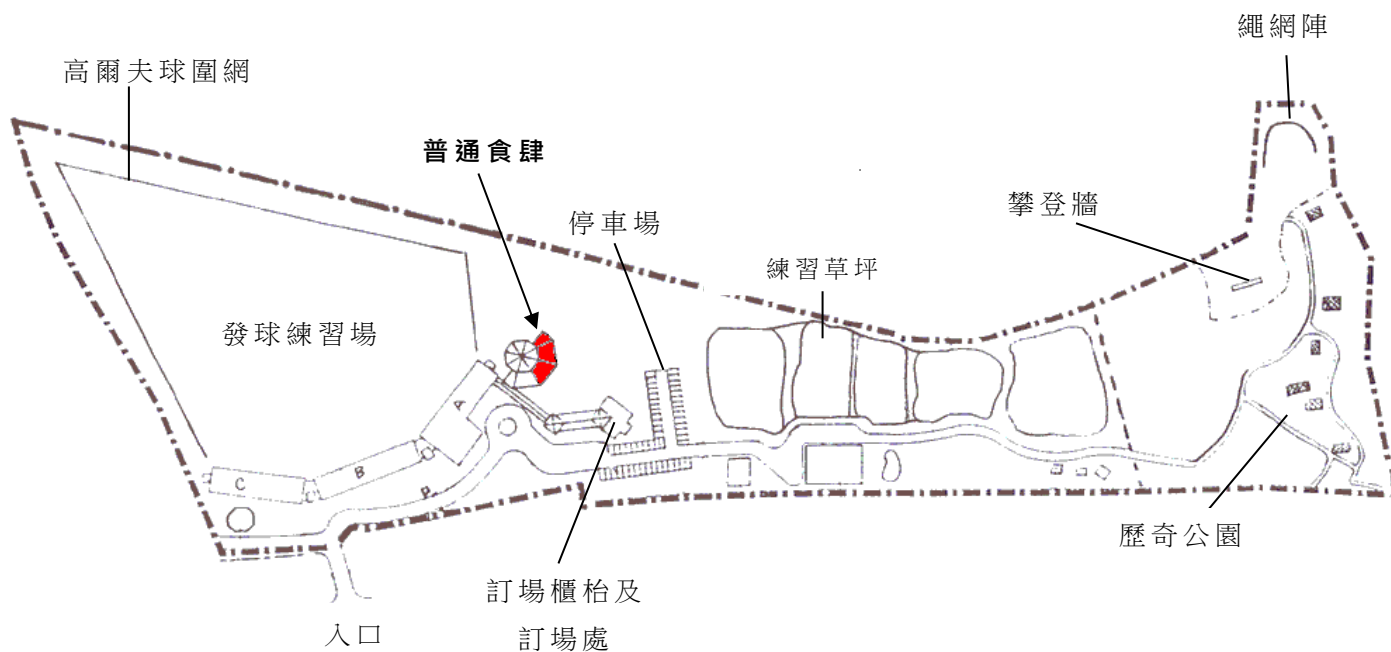 繩網陣
高爾夫球圍網
普通食肆
停車場
攀登牆
練習草坪
發球練習場
A
B
C
P
歷奇公園
訂場櫃枱及
訂場處
入口